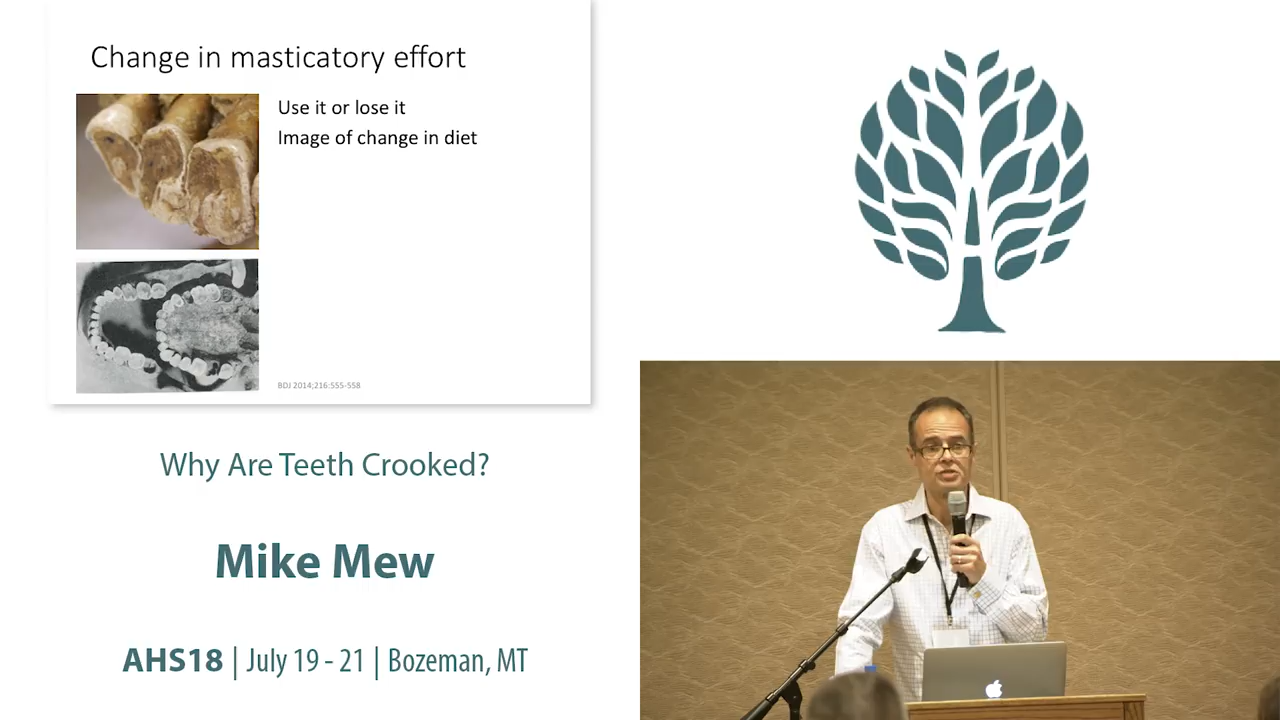 Change in masticatory effort
Use it or lose it
Image of change in diet
BDJ 2014;216:555-558
Why Are Teeth Crooked?
Mike Mew
AHS18 | July 19 - 21 | Bozeman, MT